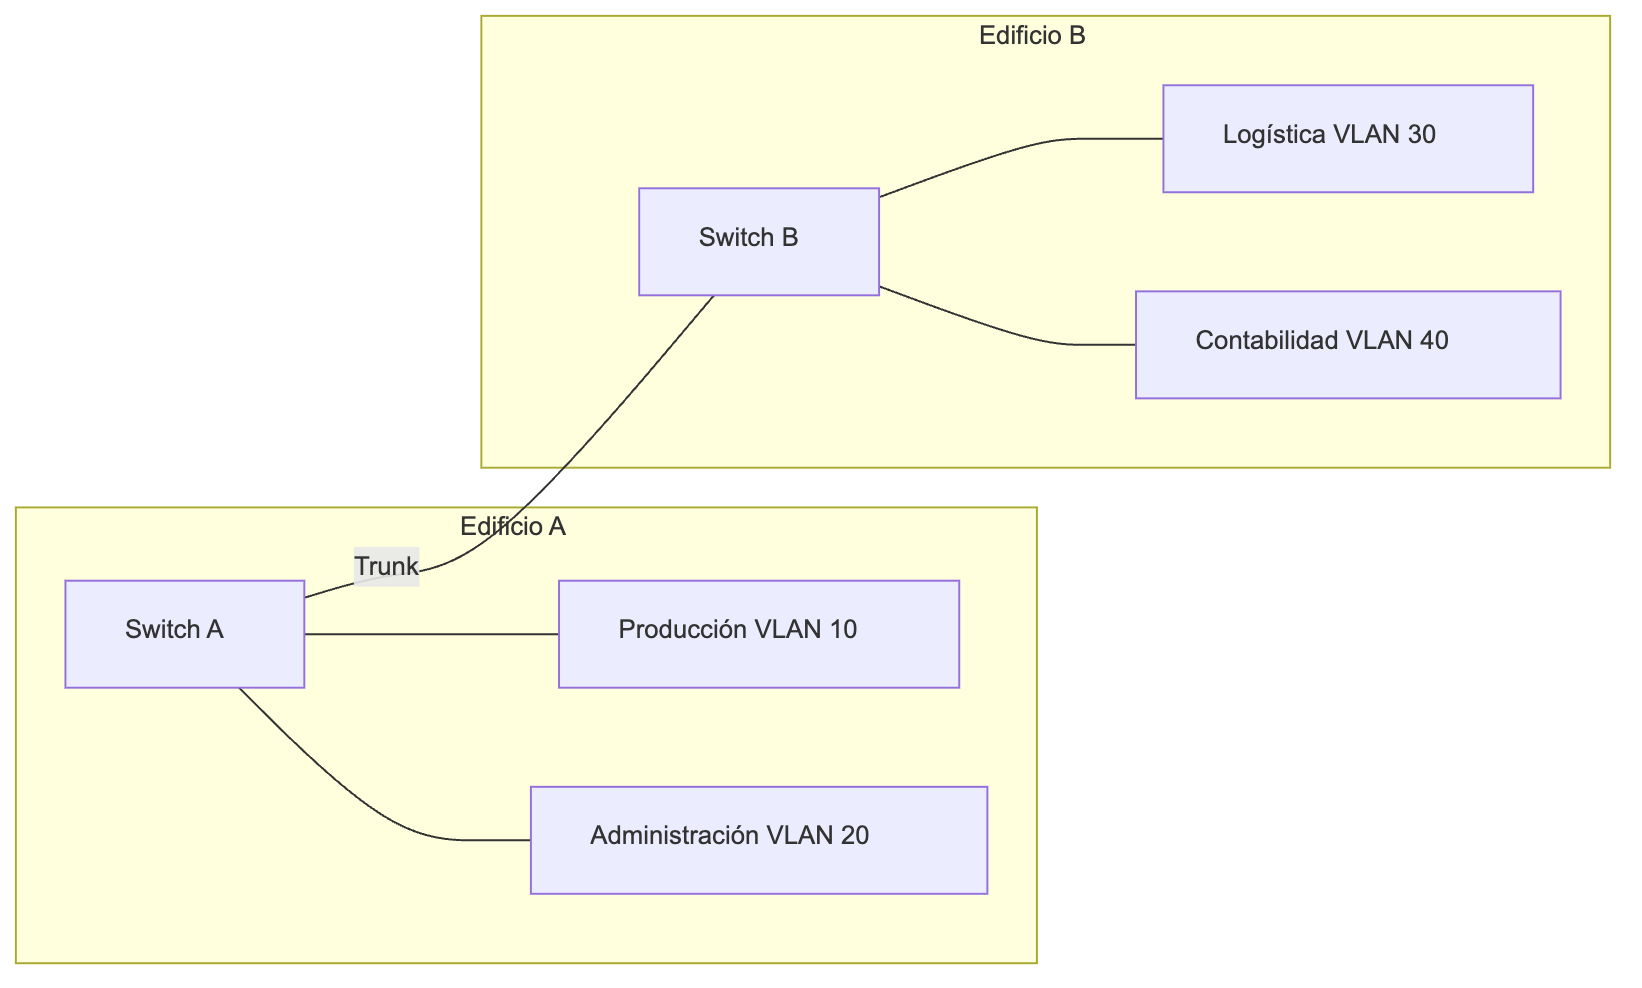 Edificio B
Logística VLAN 30
Switch B
Contabilidad VLAN 40
Edificio A
Trunk
Switch A
Producción VLAN 10
Administración VLAN 20